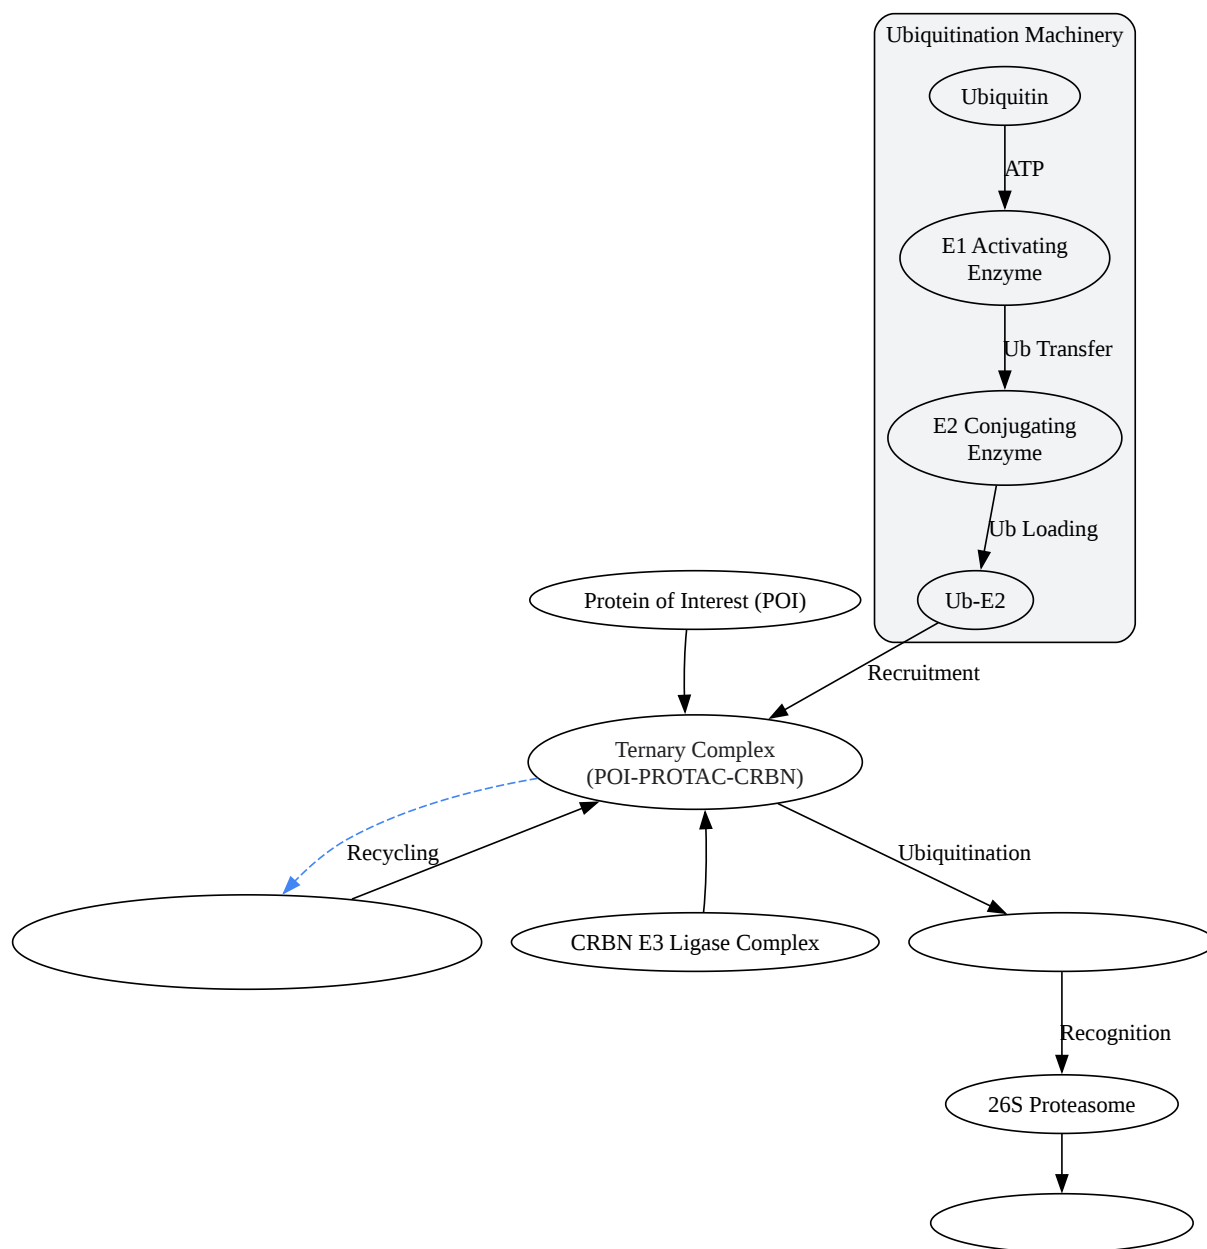 Ubiquitination Machinery
Ubiquitin
ATP
E1 Activating
Enzyme
Ub Transfer
E2 Conjugating
Enzyme
Ub Loading
Protein of Interest (POI)
Ub-E2
Recruitment
Ternary Complex
(POI-PROTAC-CRBN)
Recycling
Ubiquitination
CRBN E3 Ligase Complex
Recognition
26S Proteasome